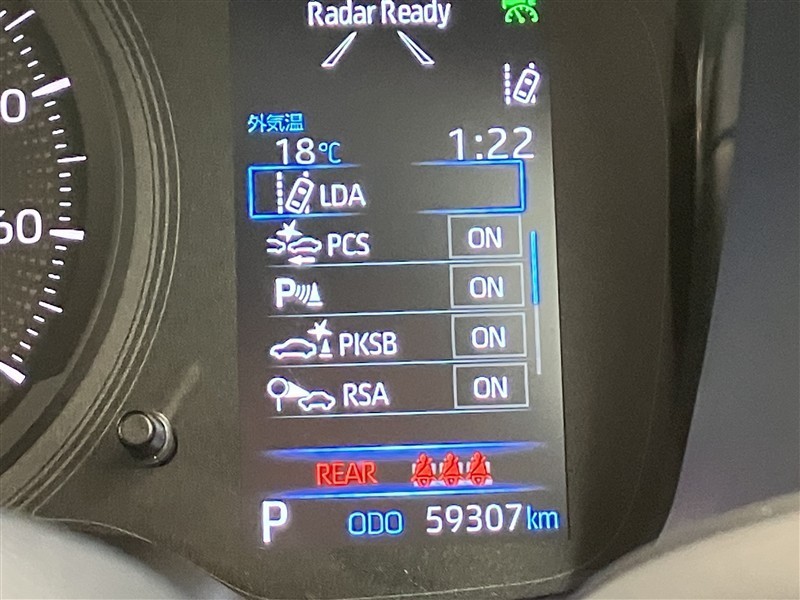 Radar Ready
外気温
18℃ 1:22
LDA
PCS ON
P ON
PKSB ON
RSA ON
REAR
P ODO 59307km
60